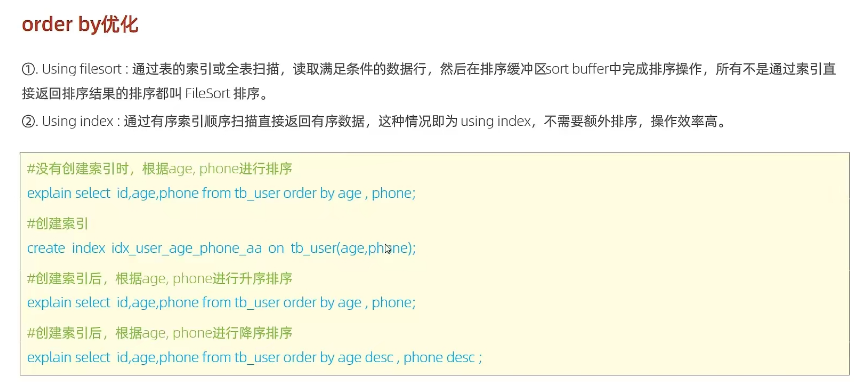 order by优化
①. Using filesort : 通过表的索引或全表扫描，读取满足条件的数据行，然后在排序缓冲区sort buffer中完成排序操作，所有不是通过索引直
接返回排序结果的排序都叫 FileSort 排序。
②. Using index : 通过有序索引顺序扫描直接返回有序数据，这种情况即为 using index，不需要额外排序，操作效率高。
#没有创建索引时，根据age, phone进行排序
explain select id,age,phone from tb_user order by age , phone;
#创建索引
create index idx_user_age_phone_aa on tb_user(age,phone);
#创建索引后，根据age, phone进行升序排序
explain select id,age,phone from tb_user order by age , phone;
#创建索引后，根据age, phone进行降序排序
explain select id,age,phone from tb_user order by age desc , phone desc ;